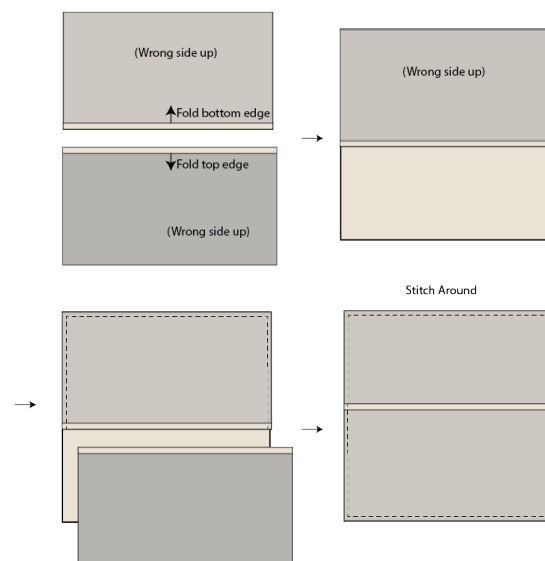 (Wrong side up)
Fold bottom edge
Fold top edge
(Wrong side up)
(Wrong side up)
Stitch Around